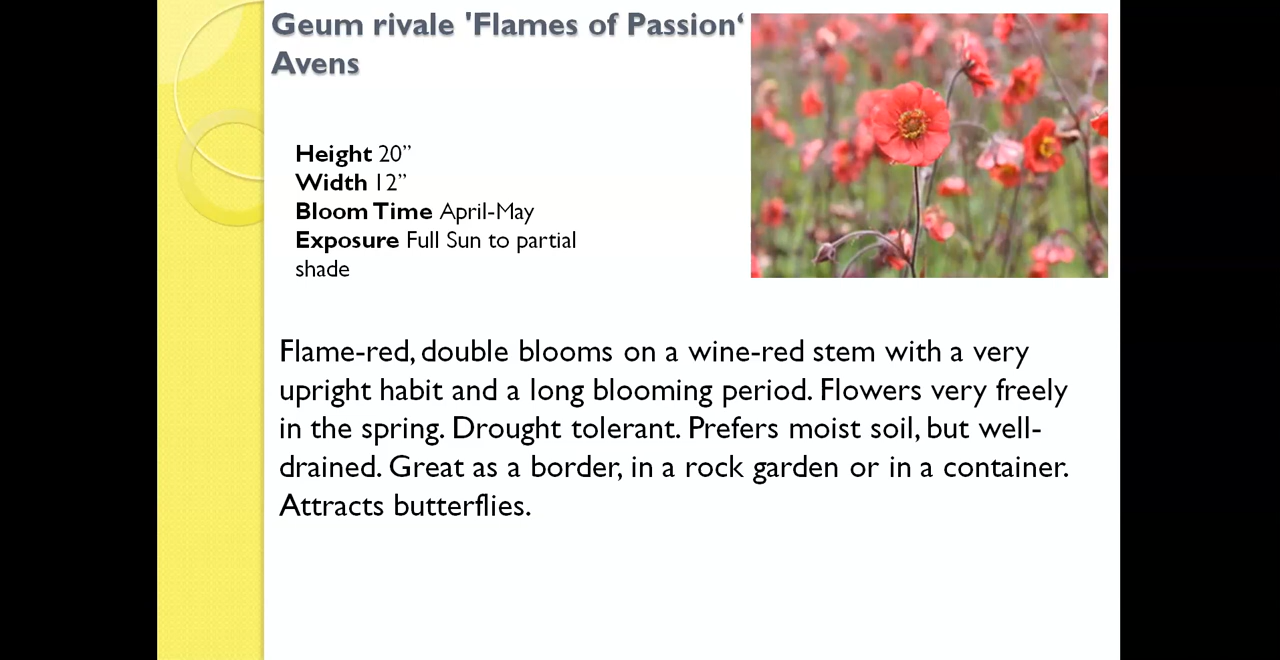 Geum rivale 'Flames of Passion‘
Avens
Height 20”
Width 12”
Bloom Time April-May
Exposure Full Sun to partial
shade
Flame-red, double blooms on a wine-red stem with a very
upright habit and a long blooming period. Flowers very freely
in the spring. Drought tolerant. Prefers moist soil, but well-
drained. Great as a border, in a rock garden or in a container.
Attracts butterflies.